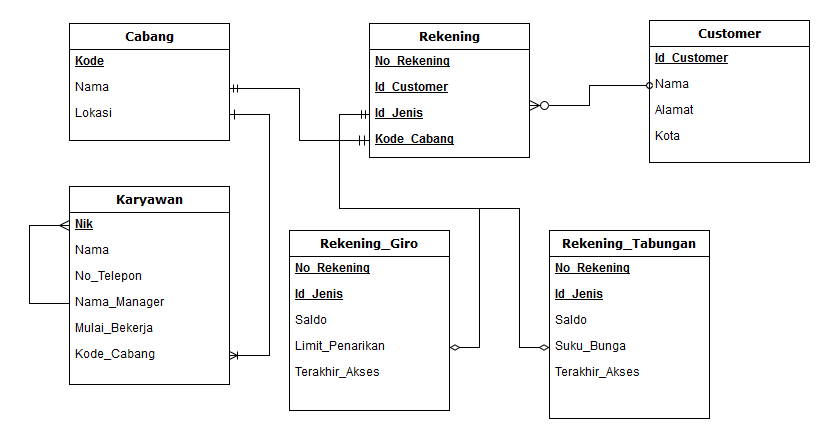 Cabang
Kode
Nama
Lokasi
Rekening
No_Rekening
Id_Customer
Id_Jenis
Kode_Cabang
Customer
Id_Customer
Nama
Alamat
Kota
Karyawan
Nik
Nama
No_Telepon
Nama_Manager
Mulai_Bekerja
Kode_Cabang
Rekening_Giro
No_Rekening
Id_Jenis
Saldo
Limit_Penarikan
Terakhir_Akses
Rekening_Tabungan
No_Rekening
Id_Jenis
Saldo
Suku_Bunga
Terakhir_Akses